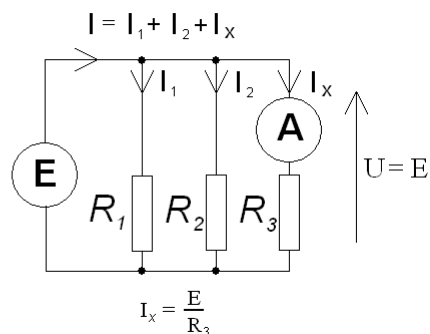 I = I₁ + I₂ + Iₓ
I₁ I₂ Iₓ
E A U = E
R₁ R₂ R₃
Iₓ = E/R₃